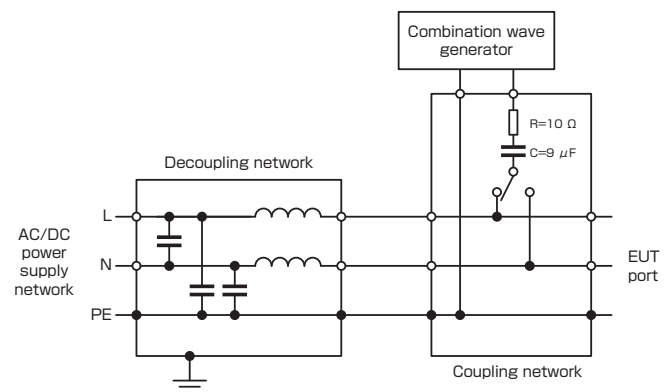 Combination wave
generator
R=10 Ω
C=9 μF
Decoupling network
L
AC/DC
power
supply
network
N
EUT
port
PE
Coupling network